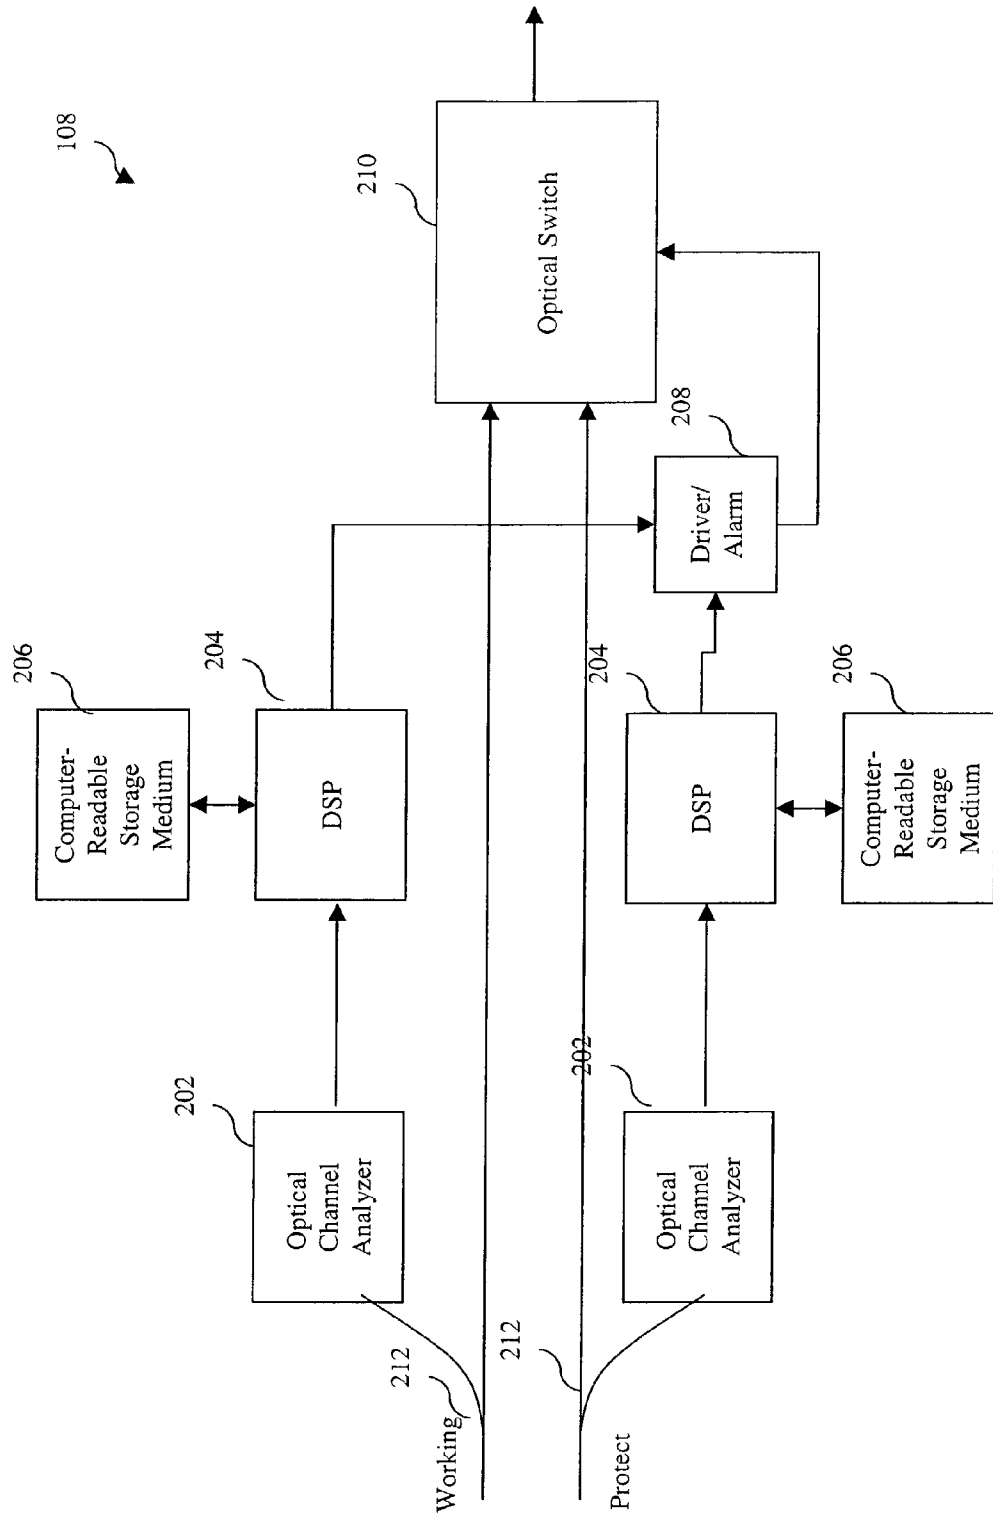 108
206
Computer-
Readable
Storage
Medium
204
DSP
202
Optical
Channel
Analyzer
210
Optical Switch
Working
212
212
Protect
208
Driver/
Alarm
202
Optical
Channel
Analyzer
204
DSP
206
Computer-
Readable
Storage
Medium